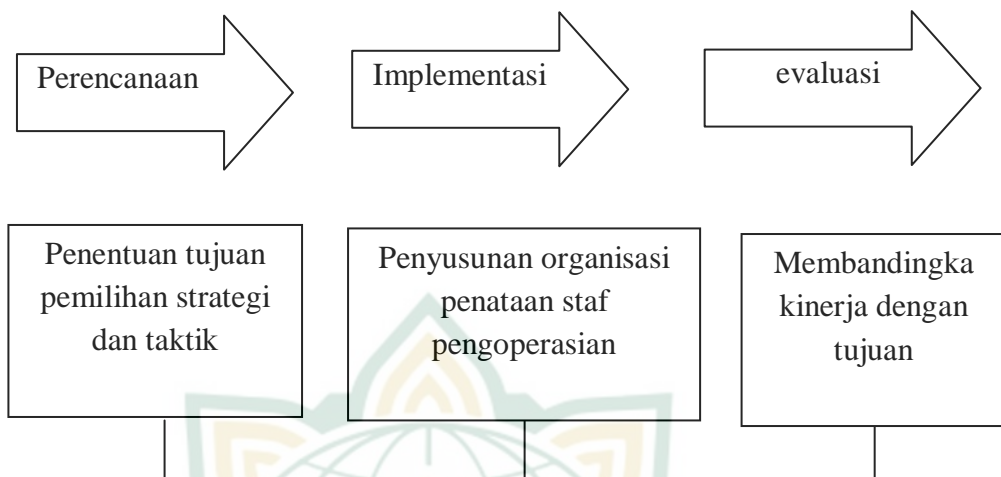 Perencanaan
Implementasi
evaluasi
Penentuan tujuan
pemilihan strategi
dan taktik
Penyusunan organisasi
penataan staf
pengoperasian
Membandingka
kinerja dengan
tujuan